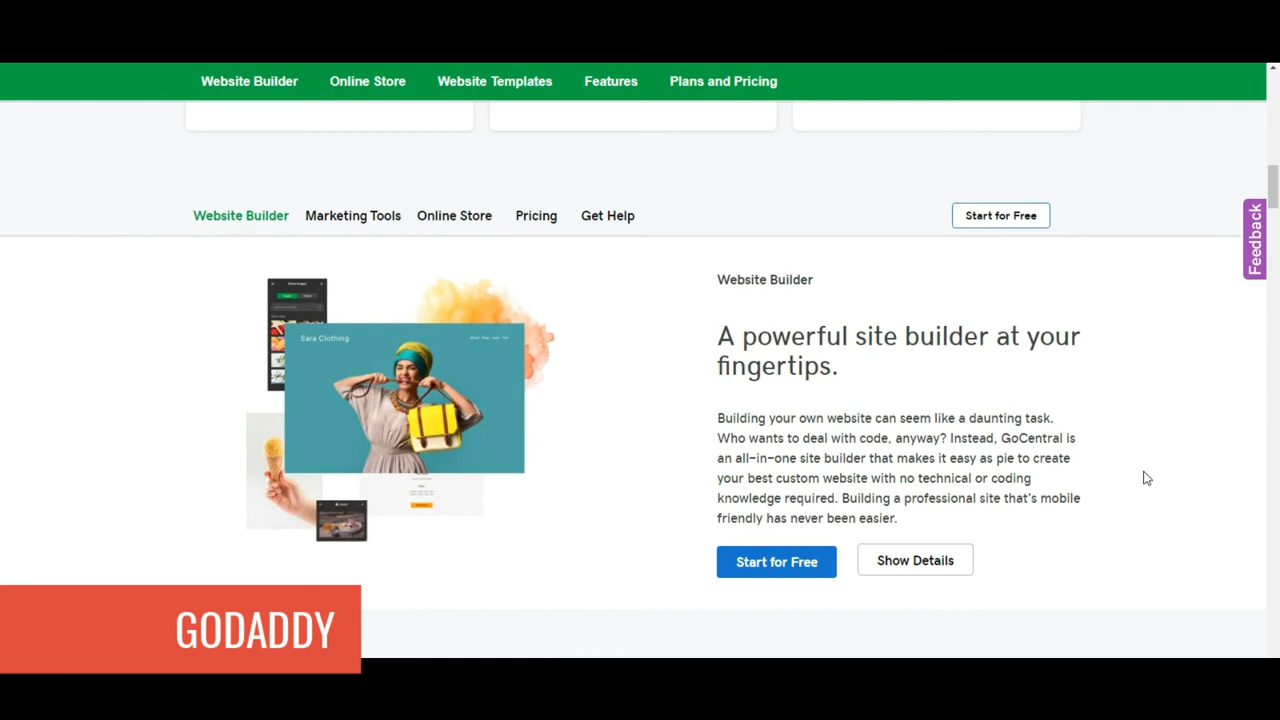 Website Builder Online Store Website Templates Features Plans and Pricing
Website Builder Marketing Tools Online Store Pricing Get Help Start for Free
Feedback
Sara Clothing
Website Builder
A powerful site builder at your
fingertips.
Building your own website can seem like a daunting task.
Who wants to deal with code, anyway? Instead, GoCentral is
an all-in-one site builder that makes it easy as pie to create
your best custom website with no technical or coding
knowledge required. Building a professional site that's mobile
friendly has never been easier.
Start for Free Show Details
GODADDY